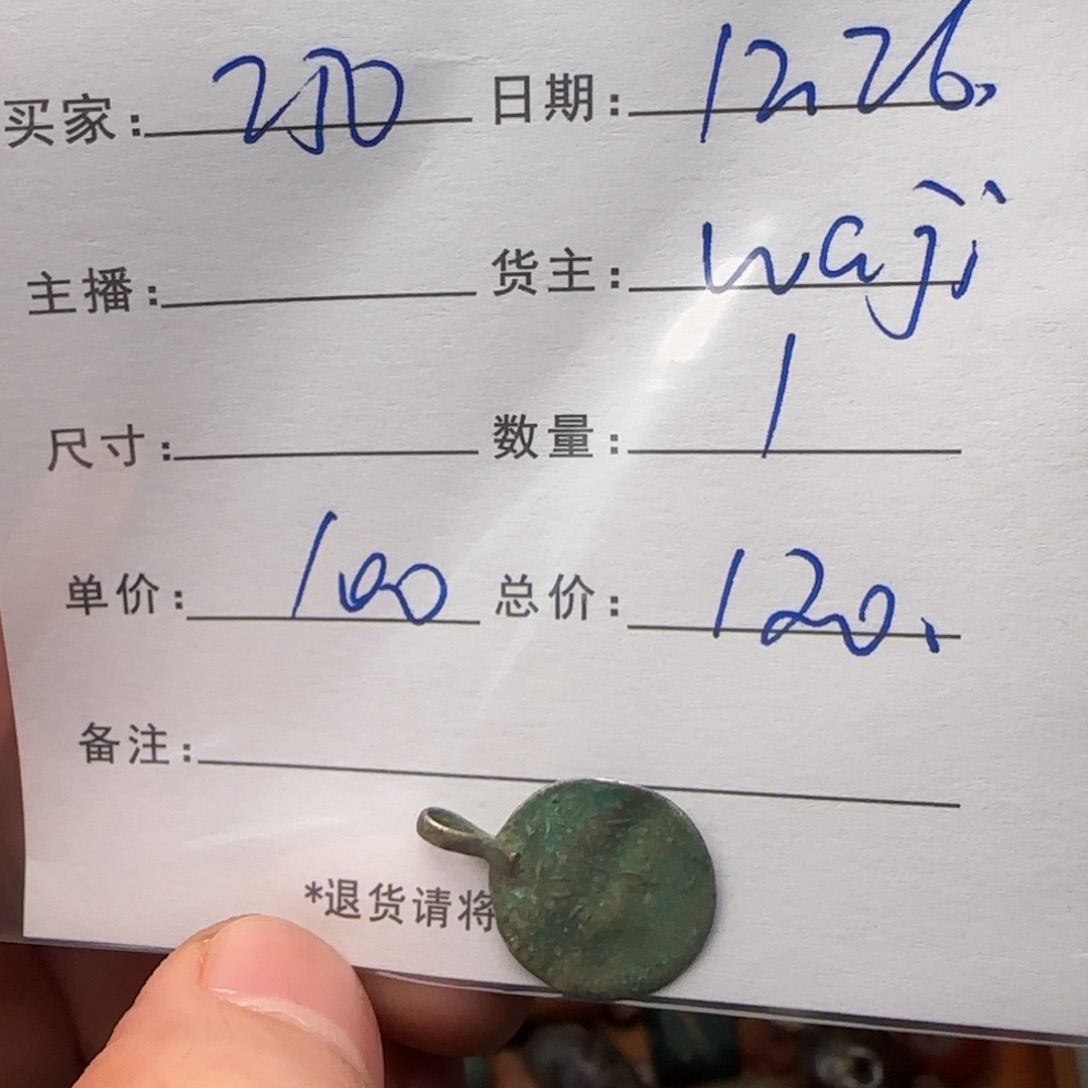 买家: 日期: 12.26.
主播: 货主: waji
尺寸: 数量: 1
单价: 100 总价: 120.
备注:
*退货请将